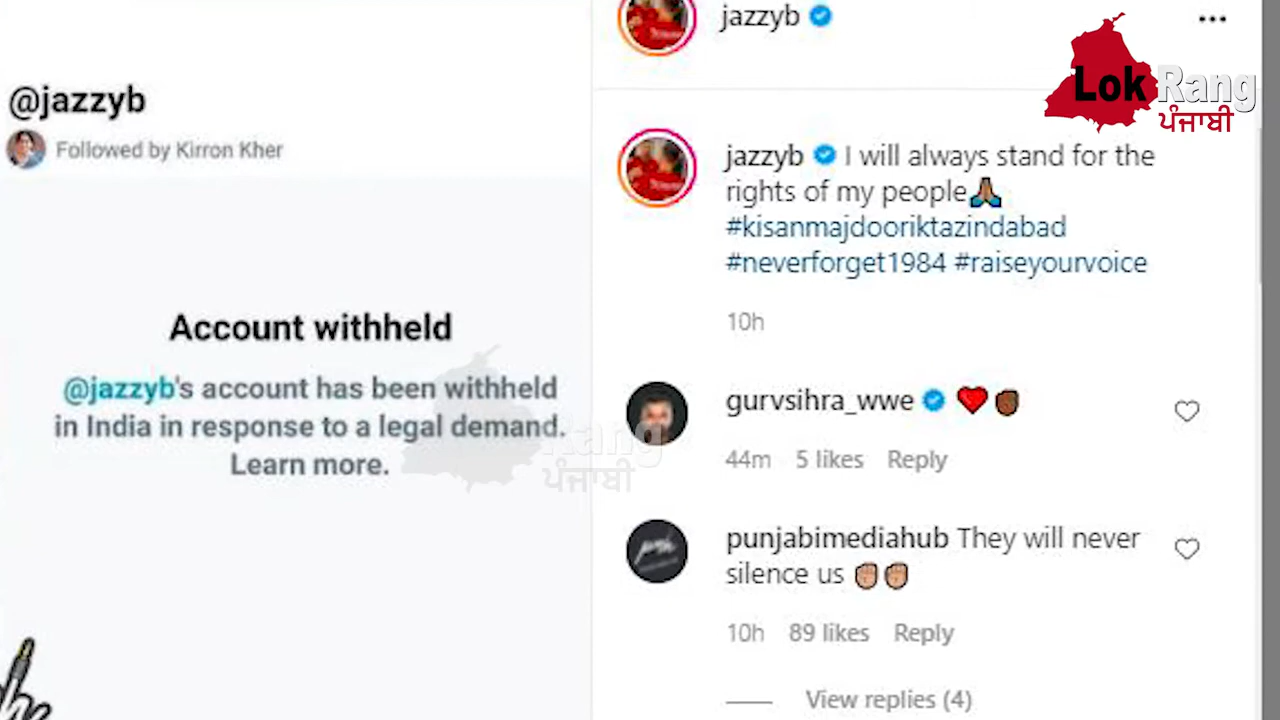 @jazzyb
Followed by Kirron Kher
Account withheld
@jazzyb's account has been withheld
in India in response to a legal demand.
Learn more.
jazzyb
Lok Rang
ਪੰਜਾਬੀ
jazzyb I will always stand for the
rights of my people🙏🏽
#kisanmajdooriktazindabad
#neverforget1984 #raiseyourvoice
10h
gurvsihra_wwe ❤️✊🏿
44m 5 likes Reply
punjabimediahub They will never
silence us ✊🏼✊🏼
10h 89 likes Reply
View replies (4)
Rang
ਪੰਜਾਬੀ